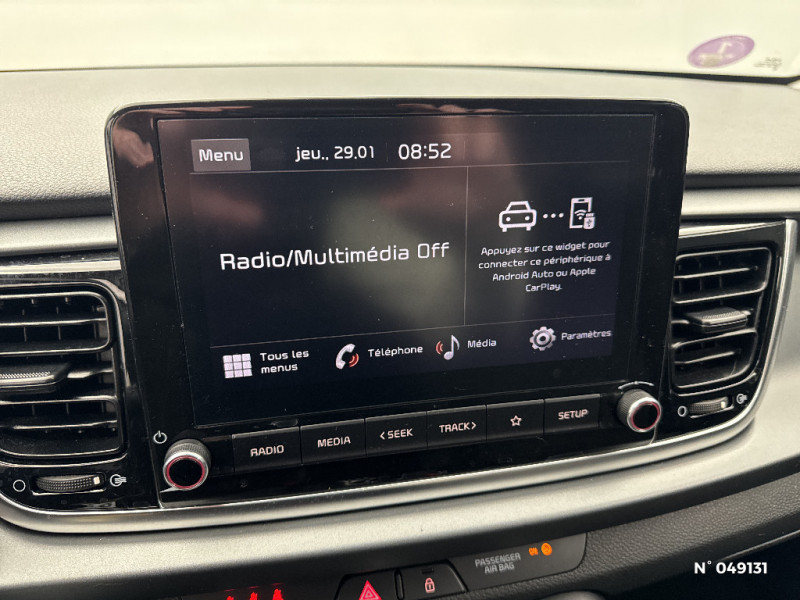 Menu
jeu., 29.01
08:52
Radio/Multimédia Off
Appuyez sur ce widget pour
connecter ce périphérique à
Android Auto ou Apple
CarPlay.
Tous les
menus
Téléphone
Média
Paramètres
RADIO
MEDIA
<SEEK
TRACK>
SETUP
PASSENGER
AIR BAG
ON
N° 049131